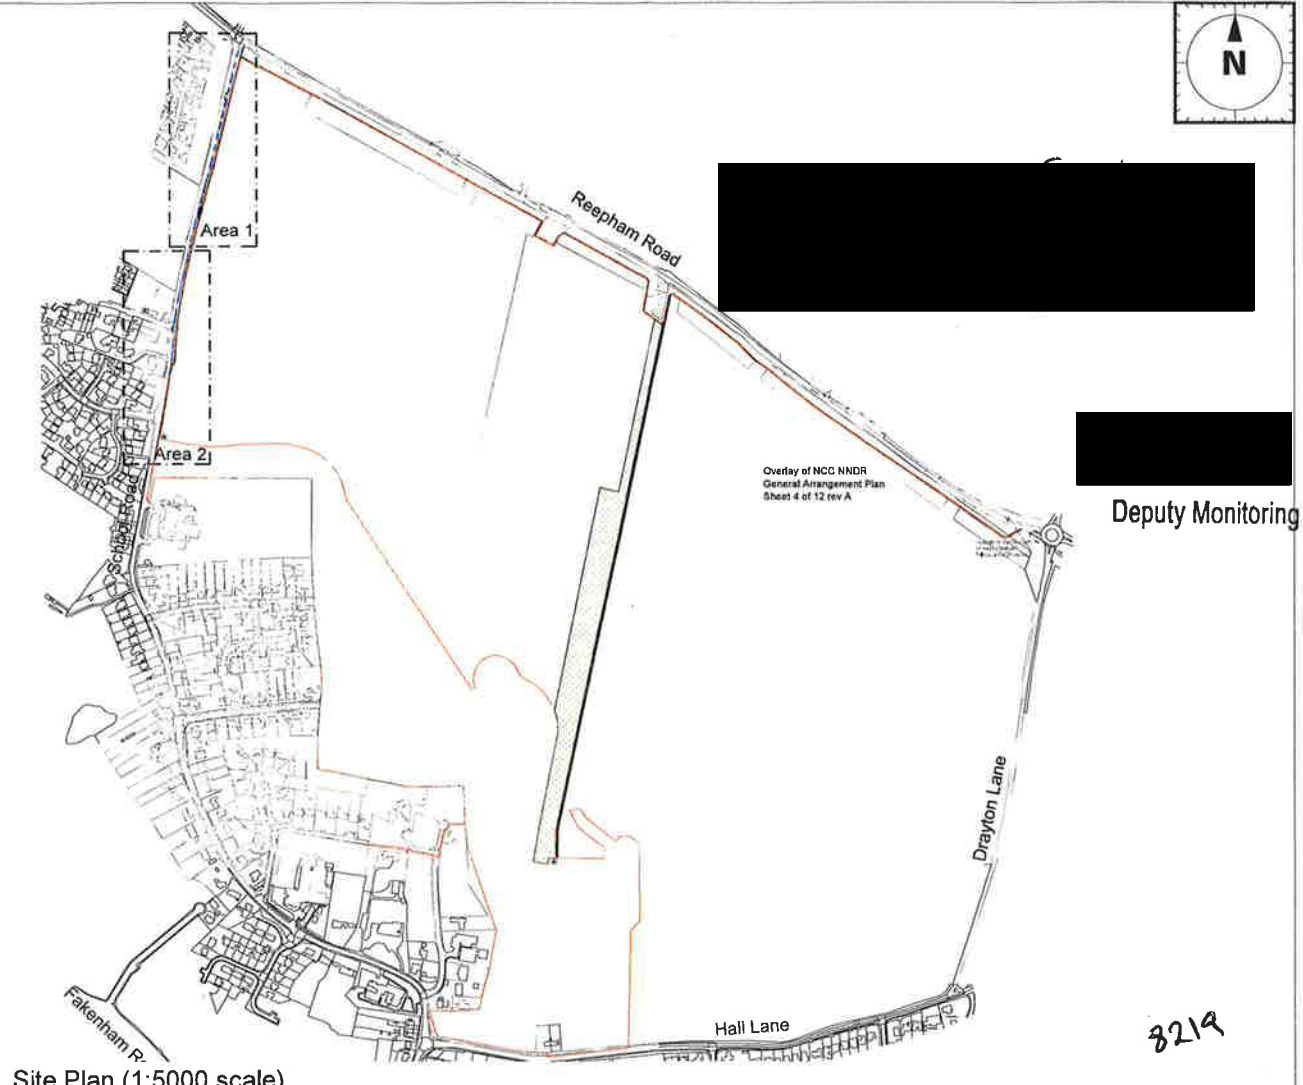 N
Area 1
Reepham Road
Area 2
School Road
Overlay of NCC NNDR
General Arrangement Plan
Sheet 4 of 12 rev A
Deputy Monitoring
Drayton Lane
Hall Lane
Fakenham
8219
Site Plan (1:5000 scale)